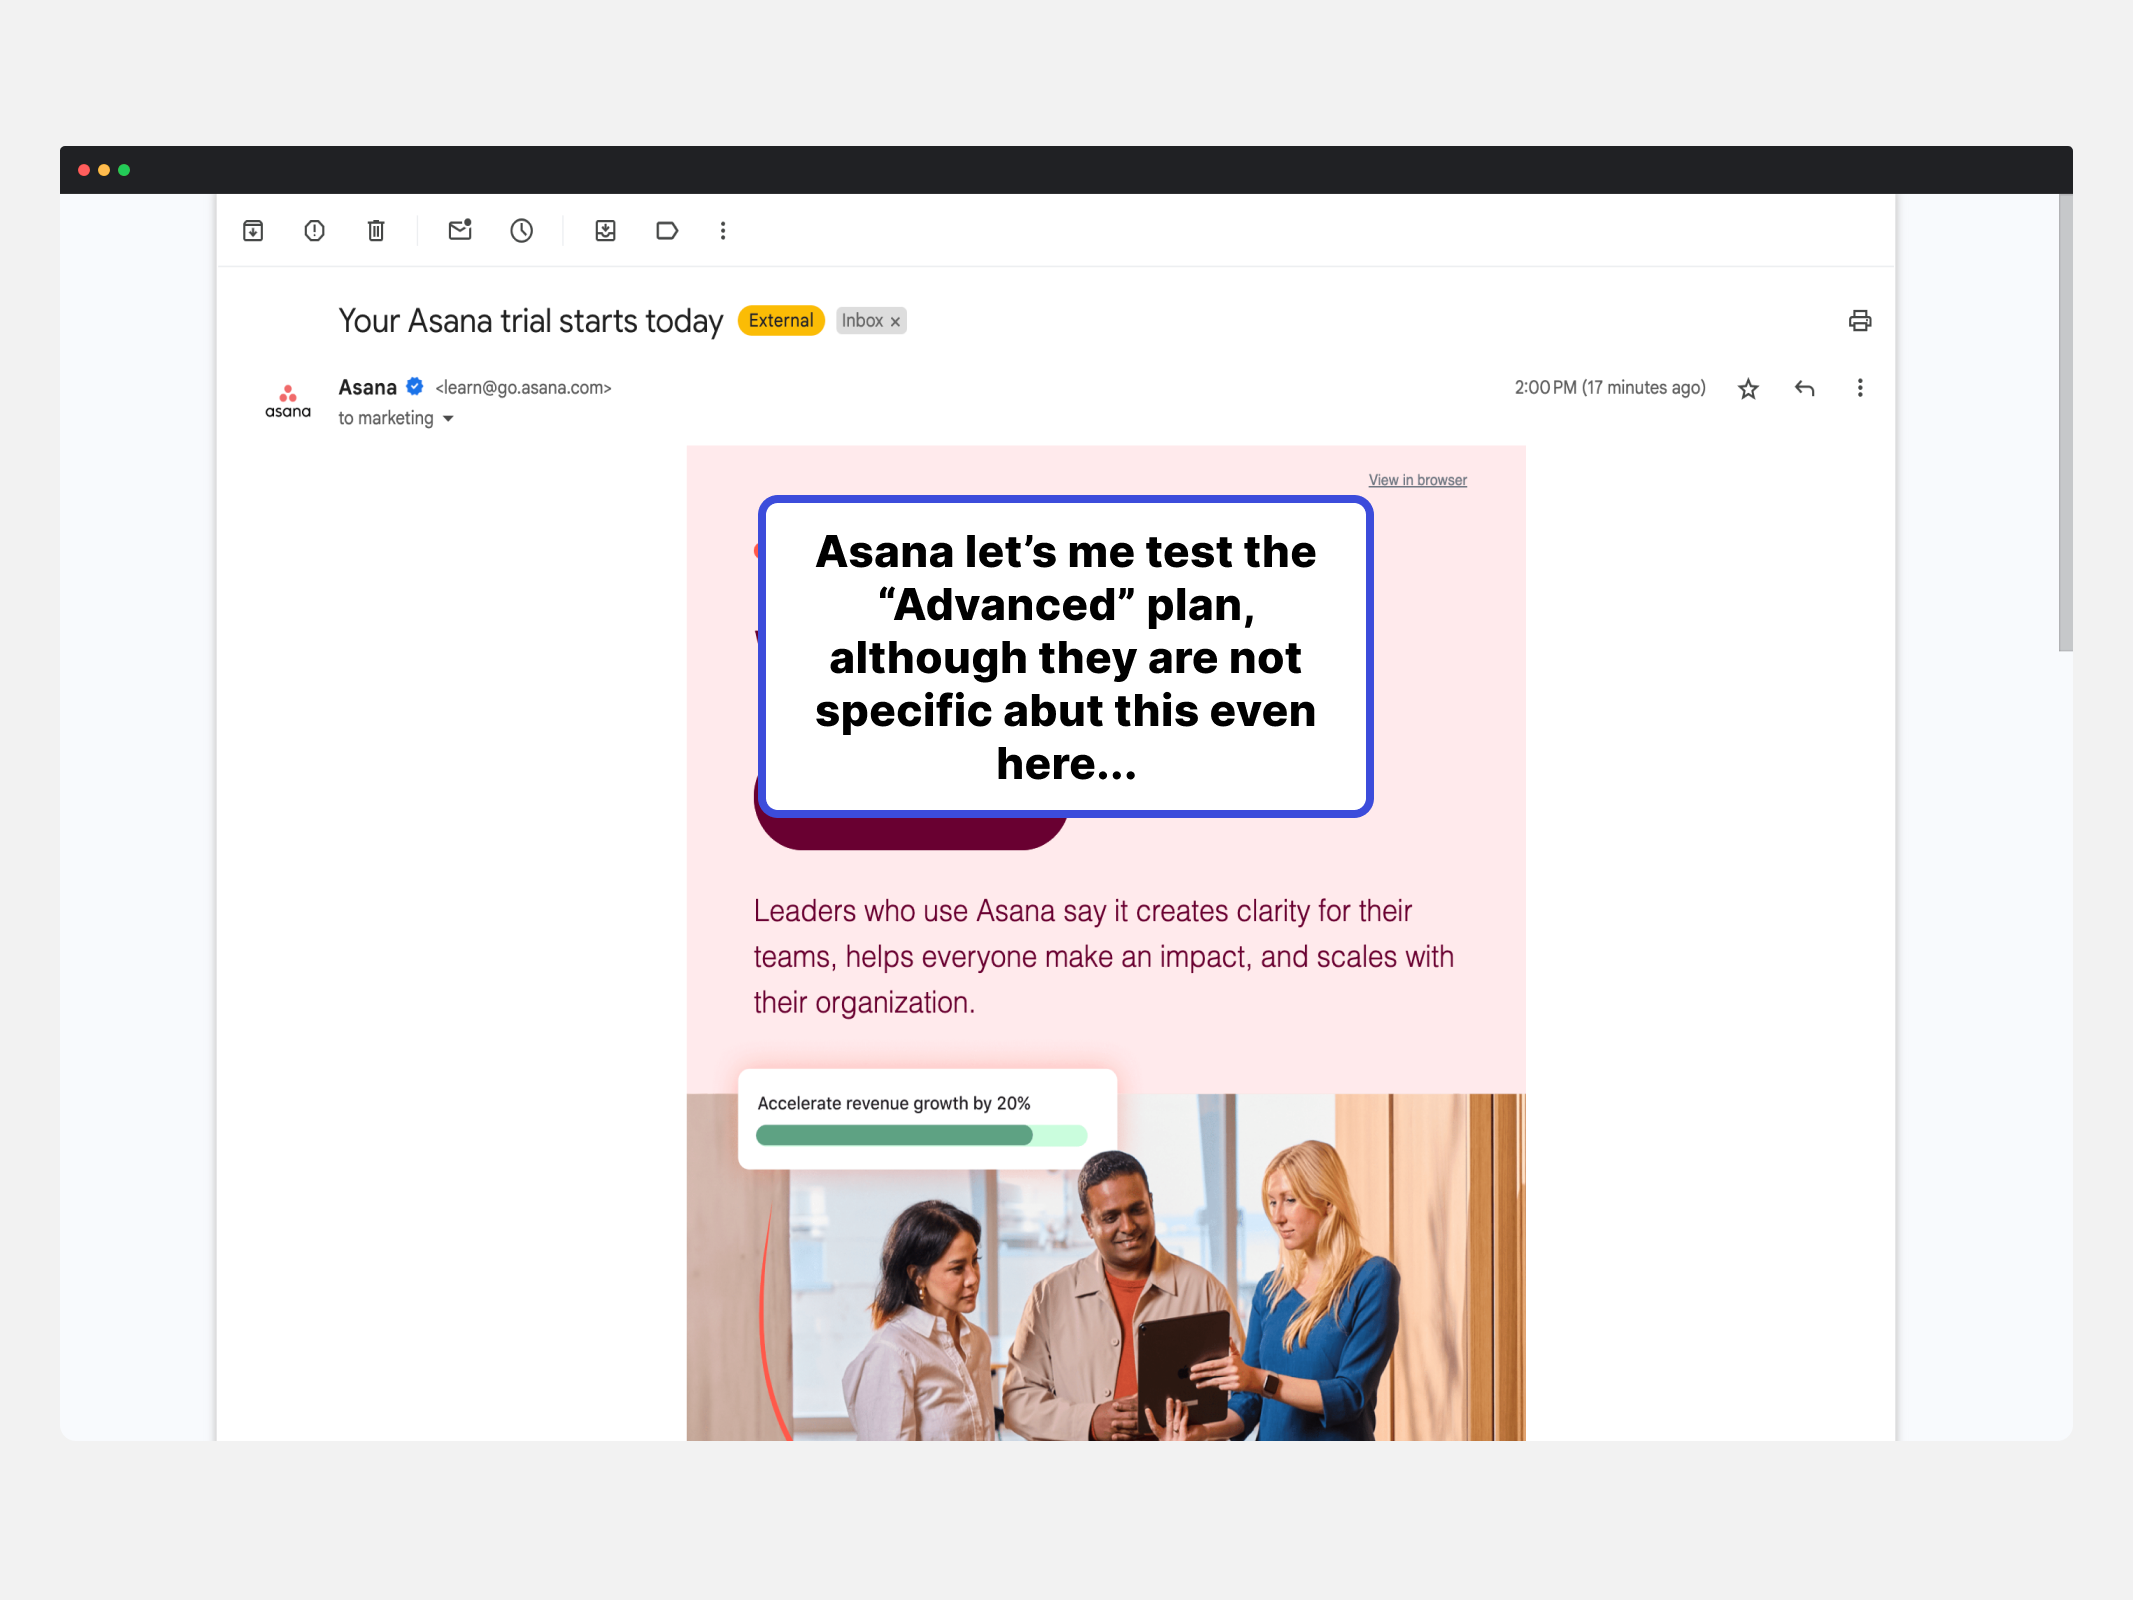 Your Asana trial starts today External Inbox ×
asana
Asana <learn@go.asana.com> 2:00 PM (17 minutes ago)
to marketing
View in browser
Asana let’s me test the
“Advanced” plan,
although they are not
specific abut this even
here...
Leaders who use Asana say it creates clarity for their
teams, helps everyone make an impact, and scales with
their organization.
Accelerate revenue growth by 20%